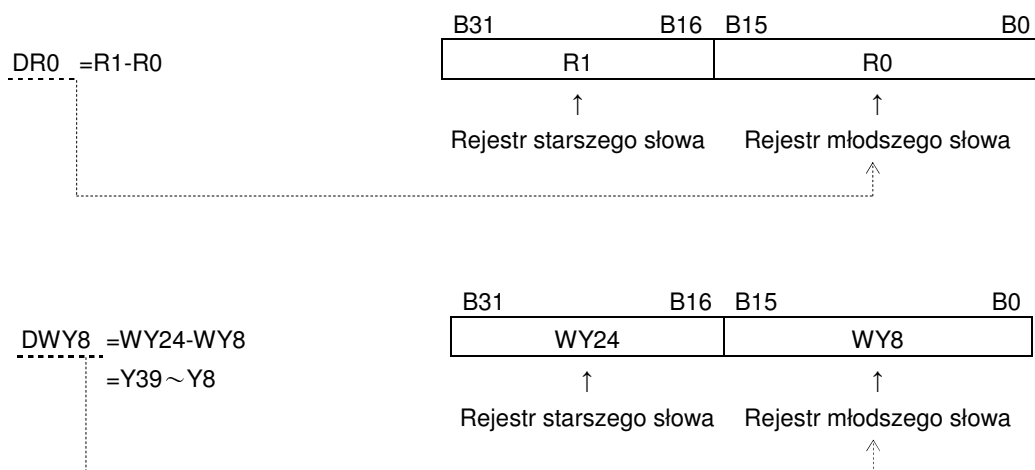 B31 B16 B15 B0
DR0 =R1-R0 R1 R0
↑ ↑
Rejestr starszego słowa Rejestr młodszego słowa
B31 B16 B15 B0
DWY8 =WY24-WY8 WY24 WY8
=Y39～Y8 ↑ ↑
Rejestr starszego słowa Rejestr młodszego słowa